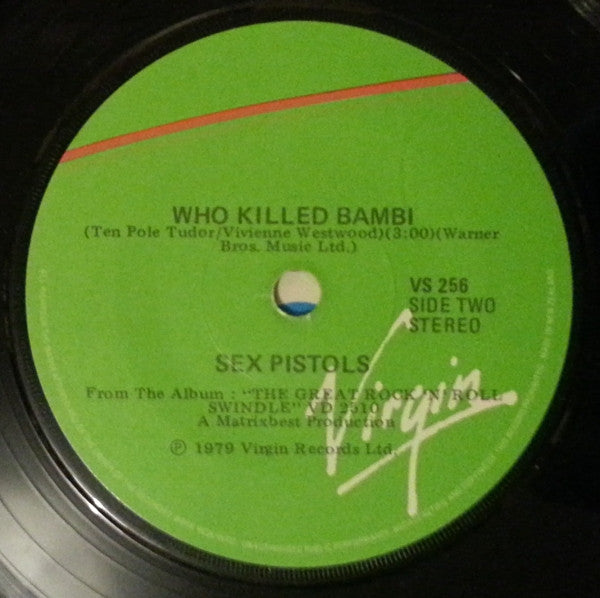 WHO KILLED BAMBI
(Ten Pole Tudor/Vivienne Westwood)(3:00)(Warner
Bros. Music Ltd.)
VS 256
SIDE TWO
STEREO
SEX PISTOLS
From The Album : "THE GREAT ROCK 'N' ROLL
SWINDLE" VD 2510
A Matrixbest Production
℗ 1979 Virgin Records Ltd.
Virgin